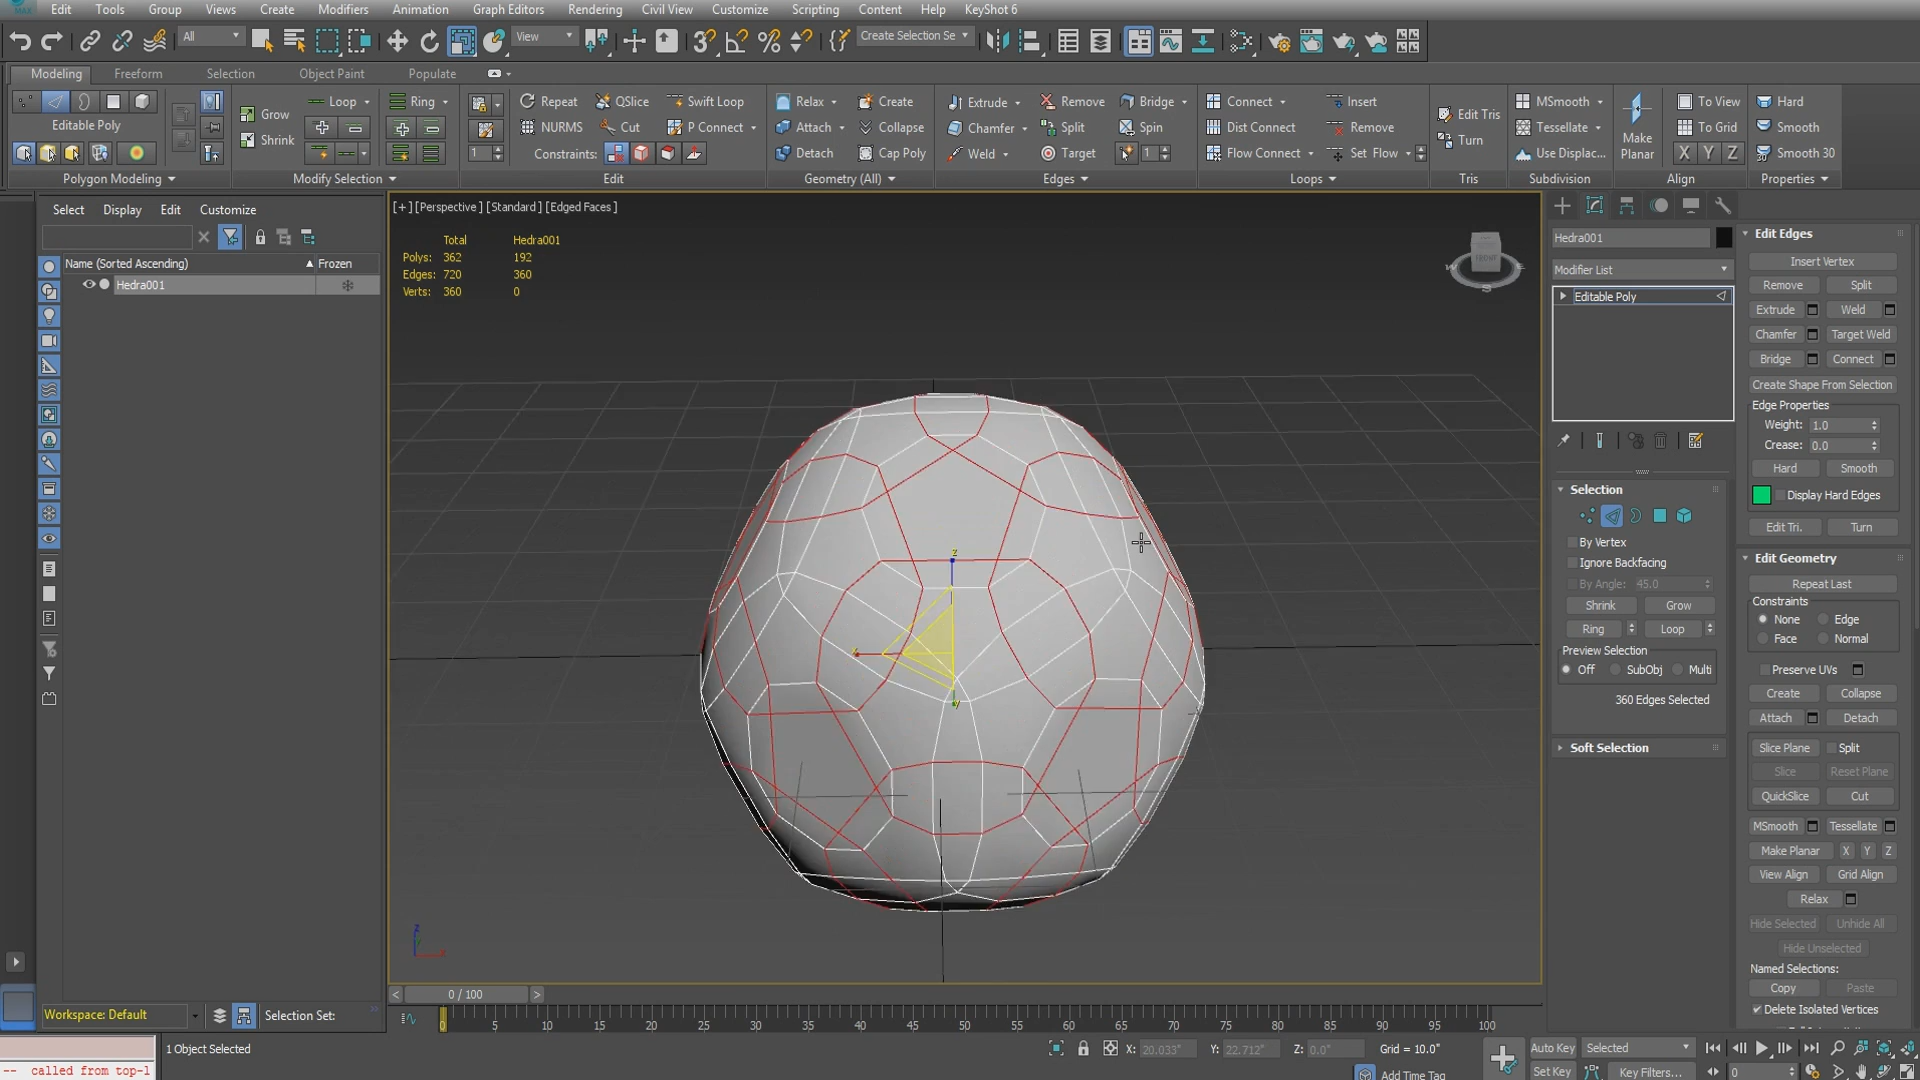 Edit Tools Group Views Create Modifiers Animation Graph Editors Rendering Civil View Customize Scripting Content Help KeyShot 6
All View Create Selection Se
Modeling Freeform Selection Object Paint Populate
Grow Loop Ring Repeat QSlice Swift Loop Relax Create Extrude Remove Bridge Connect Insert Edit Tris MSmooth To View Hard
Editable Poly Shrink NURMS Cut P Connect Attach Collapse Chamfer Split Spin Dist Connect Remove Turn Tessellate Make Planar To Grid Smooth
1 Constraints: Detach Cap Poly Weld Target 1 Flow Connect Set Flow Use Displac... X Y Z Smooth 30
Polygon Modeling Modify Selection Edit Geometry (All) Edges Loops Tris Subdivision Align Properties
Select Display Edit Customize
Name (Sorted Ascending) Frozen
Hedra001
[+] [Perspective] [Standard] [Edged Faces]
Total Hedra001
Polys: 362 192
Edges: 720 360
Verts: 360 0
FRONT
z
x
y
Hedra001
Modifier List
Editable Poly
Selection
By Vertex
Ignore Backfacing
By Angle: 45.0
Shrink Grow
Ring Loop
Preview Selection
Off SubObj Multi
360 Edges Selected
Soft Selection
Edit Edges
Insert Vertex
Remove Split
Extrude Weld
Chamfer Target Weld
Bridge Connect
Create Shape From Selection
Edge Properties
Weight: 1.0
Crease: 0.0
Hard Smooth
Display Hard Edges
Edit Tri. Turn
Edit Geometry
Repeat Last
Constraints
None Edge
Face Normal
Preserve UVs
Create Collapse
Attach Detach
Slice Plane Split
Slice Reset Plane
QuickSlice Cut
MSmooth Tessellate
Make Planar X Y Z
View Align Grid Align
Relax
Hide Selected Unhide All
Hide Unselected
Named Selections:
Copy Paste
Delete Isolated Vertices
0 / 100
Workspace: Default Selection Set:
0 5 10 15 20 25 30 35 40 45 50 55 60 65 70 75 80 85 90 95 100
1 Object Selected X: 20.033" Y: 22.712" Z: 0.0" Grid = 10.0" Auto Key Selected
-- called from top-l Add Time Tag Set Key Key Filters... 0